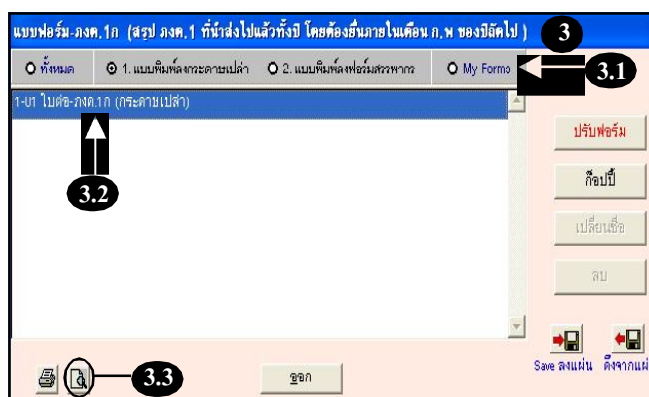 แบบฟอร์ม-ภงด.1ก (สรุป ภงด.1 ที่นำส่งไปแล้วทั้งปี โดยต้องยื่นภายในเดือน ก.พ ของปีถัดไป ) 3
ทั้งหมด 1. แบบพิมพ์ลงกระดาษเปล่า 2. แบบพิมพ์ลงฟอร์มสรรพากร My Forms 3.1
1-01 ใบต่อ-ภงด.1ก (กระดาษเปล่า)
ปรับฟอร์ม
3.2
ก็อปปี้
เปลี่ยนชื่อ
ลบ
Save ลงแผ่น ดึงจากแผ่
3.3
ออก